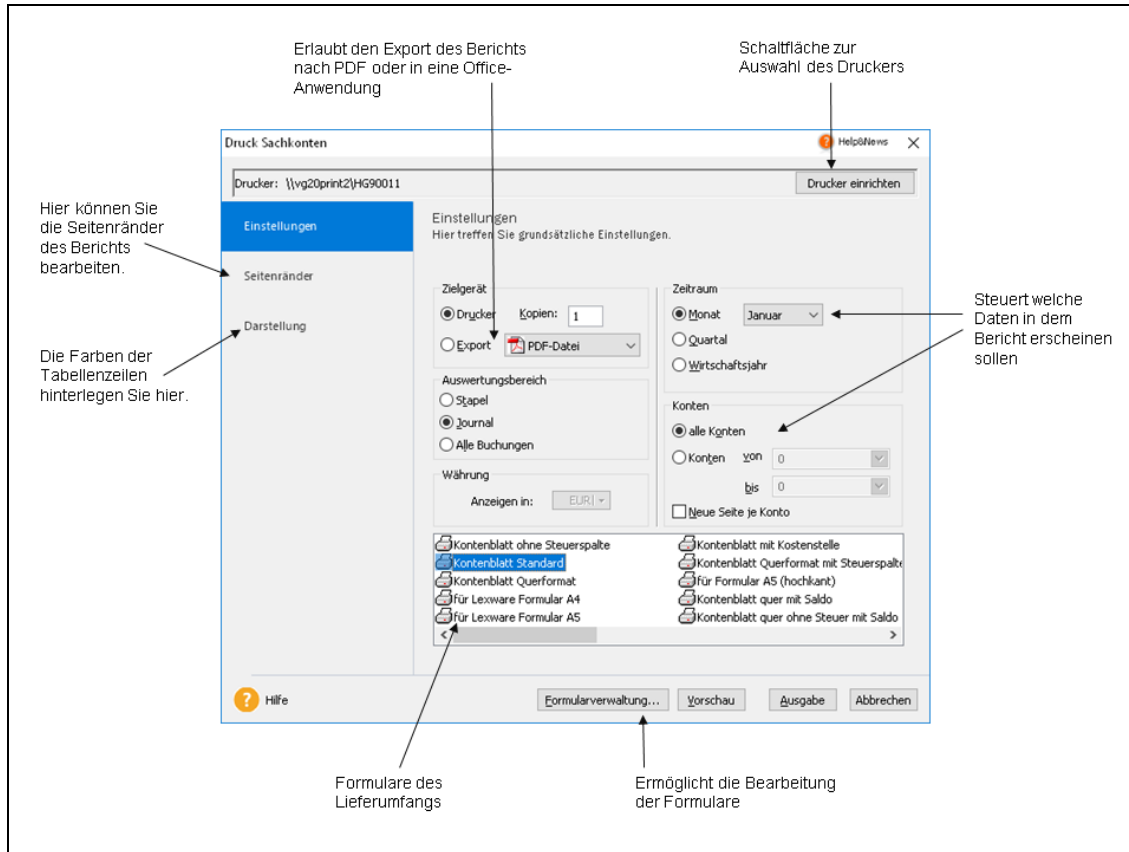 Erlaubt den Export des Berichts
nach PDF oder in eine Office-
Anwendung
Schaltfläche zur
Auswahl des Druckers
Druck Sachkonten
Help&News
Drucker: \\vg20print2\HG90011
Drucker einrichten
Hier können Sie
die Seitenränder
des Berichts
bearbeiten.
Einstellungen
Seitenränder
Darstellung
Die Farben der
Tabellenzeilen
hinterlegen Sie hier.
Einstellungen
Hier treffen Sie grundsätzliche Einstellungen.
Zielgerät
Drucker Kopien: 1
Export PDF-Datei
Auswertungsbereich
Stapel
Journal
Alle Buchungen
Währung
Anzeigen in: EUR
Zeitraum
Monat Januar
Quartal
Wirtschaftsjahr
Konten
alle Konten
Konten von 0
bis 0
Neue Seite je Konto
Steuert welche
Daten in dem
Bericht erscheinen
sollen
Kontenblatt ohne Steuerspalte
Kontenblatt Standard
Kontenblatt Querformat
für Lexware Formular A4
für Lexware Formular A5
Kontenblatt mit Kostenstelle
Kontenblatt Querformat mit Steuerspalte
für Formular A5 (hochkant)
Kontenblatt quer mit Saldo
Kontenblatt quer ohne Steuer mit Saldo
? Hilfe
Formularverwaltung...
Vorschau
Ausgabe
Abbrechen
Formulare des
Lieferumfangs
Ermöglicht die Bearbeitung
der Formulare